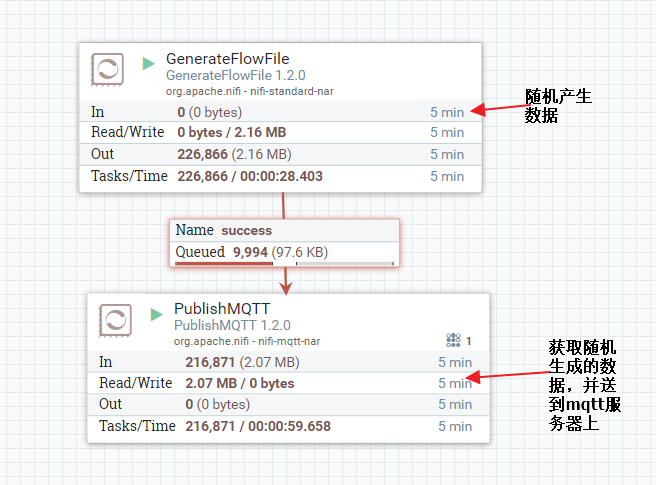 GenerateFlowFile
GenerateFlowFile 1.2.0
org.apache.nifi - nifi-standard-nar
In 0 (0 bytes) 5 min
Read/Write 0 bytes / 2.16 MB 5 min
Out 226,866 (2.16 MB) 5 min
Tasks/Time 226,866 / 00:00:28.403 5 min
随机产生
数据
Name success
Queued 9,994 (97.6 KB)
PublishMQTT
PublishMQTT 1.2.0
org.apache.nifi - nifi-mqtt-nar
1
In 216,871 (2.07 MB) 5 min
Read/Write 2.07 MB / 0 bytes 5 min
Out 0 (0 bytes) 5 min
Tasks/Time 216,871 / 00:00:59.658 5 min
获取随机
生成的数
据，并送
到mqtt服
务器上